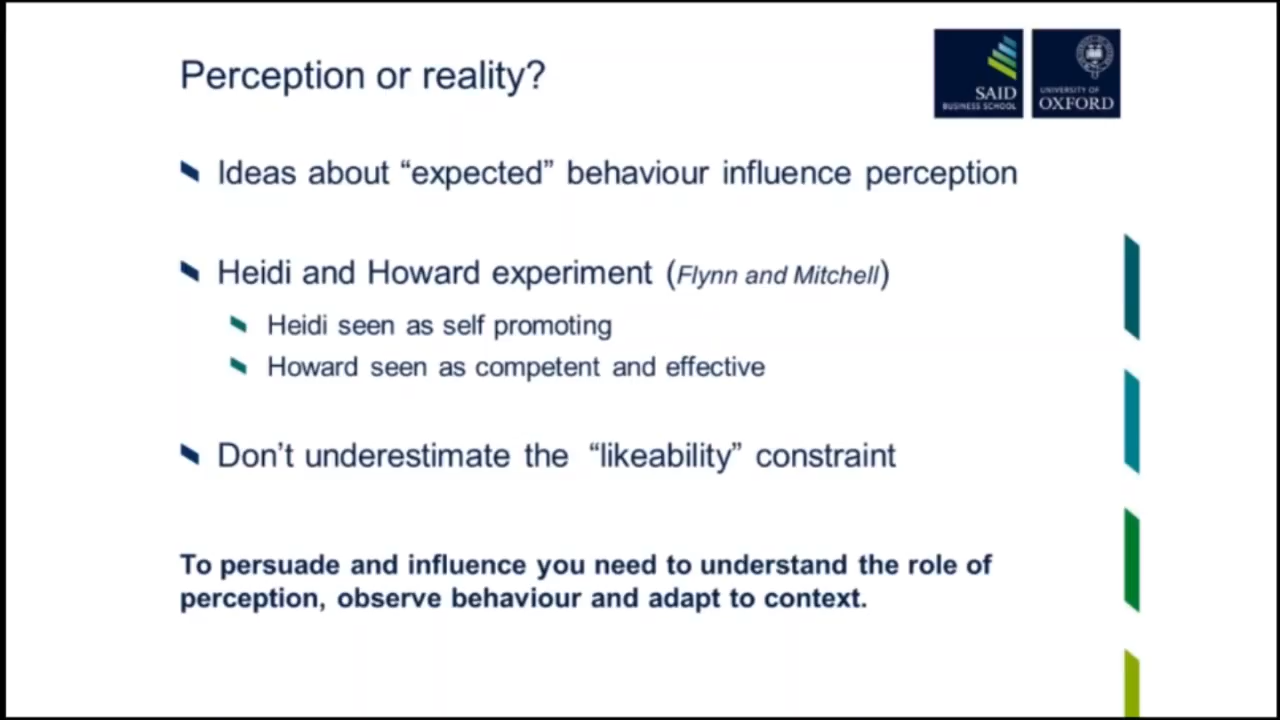 Perception or reality?
SAID
BUSINESS SCHOOL
UNIVERSITY OF
OXFORD
Ideas about “expected” behaviour influence perception
Heidi and Howard experiment (Flynn and Mitchell)
Heidi seen as self promoting
Howard seen as competent and effective
Don’t underestimate the “likeability” constraint
To persuade and influence you need to understand the role of
perception, observe behaviour and adapt to context.